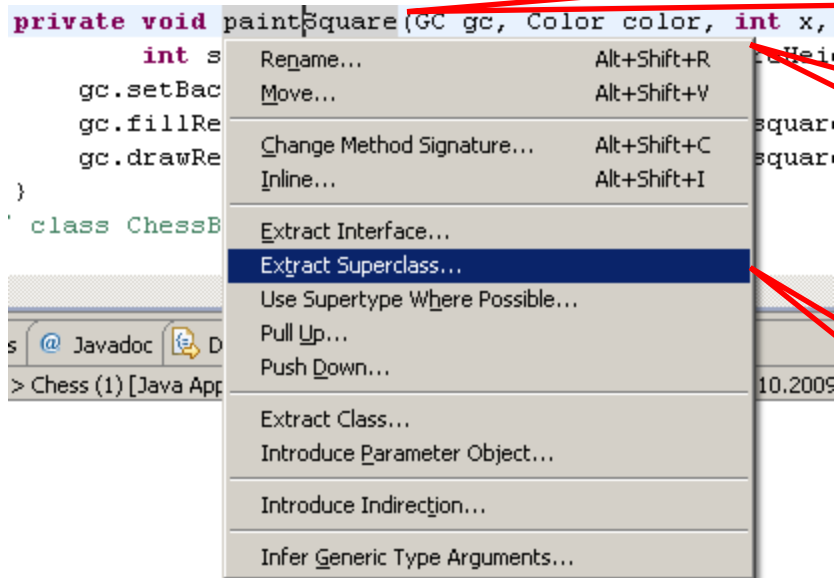 private void paintSquare(GC gc, Color color, int x,
int s
gc.setBac
gc.fillRe squar
gc.drawRe squar
}
class ChessB
Rename... Alt+Shift+R
Move... Alt+Shift+V
Change Method Signature... Alt+Shift+C
Inline... Alt+Shift+I
Extract Interface...
Extract Superclass...
Use Supertype Where Possible...
Pull Up...
Push Down...
Extract Class...
Introduce Parameter Object...
Introduce Indirection...
Infer Generic Type Arguments...
s @ Javadoc D
> Chess (1) [Java App 10.2009